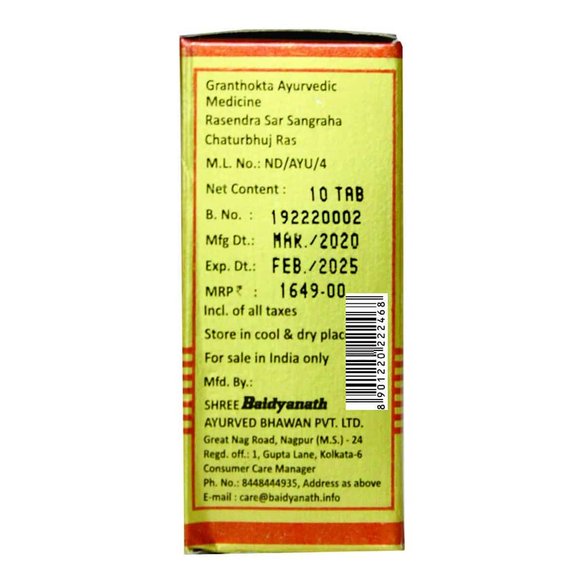 Granthokta Ayurvedic
Medicine
Rasendra Sar Sangraha
Chaturbhuj Ras
M.L. No.: ND/AYU/4
Net Content : 10 TAB
B. No. : 192220002
Mfg Dt.: MAR./2020
Exp. Dt.: FEB./2025
MRP ₹ : 1649-00
Incl. of all taxes
Store in cool & dry plac
For sale in India only
Mfd. By.:
SHREE Baidyanath
AYURVED BHAWAN PVT. LTD.
Great Nag Road, Nagpur (M.S.) - 24
Regd. off.: 1, Gupta Lane, Kolkata-6
Consumer Care Manager
Ph. No.: 8448444935, Address as above
E-mail : care@baidyanath.info
8 901220 222468